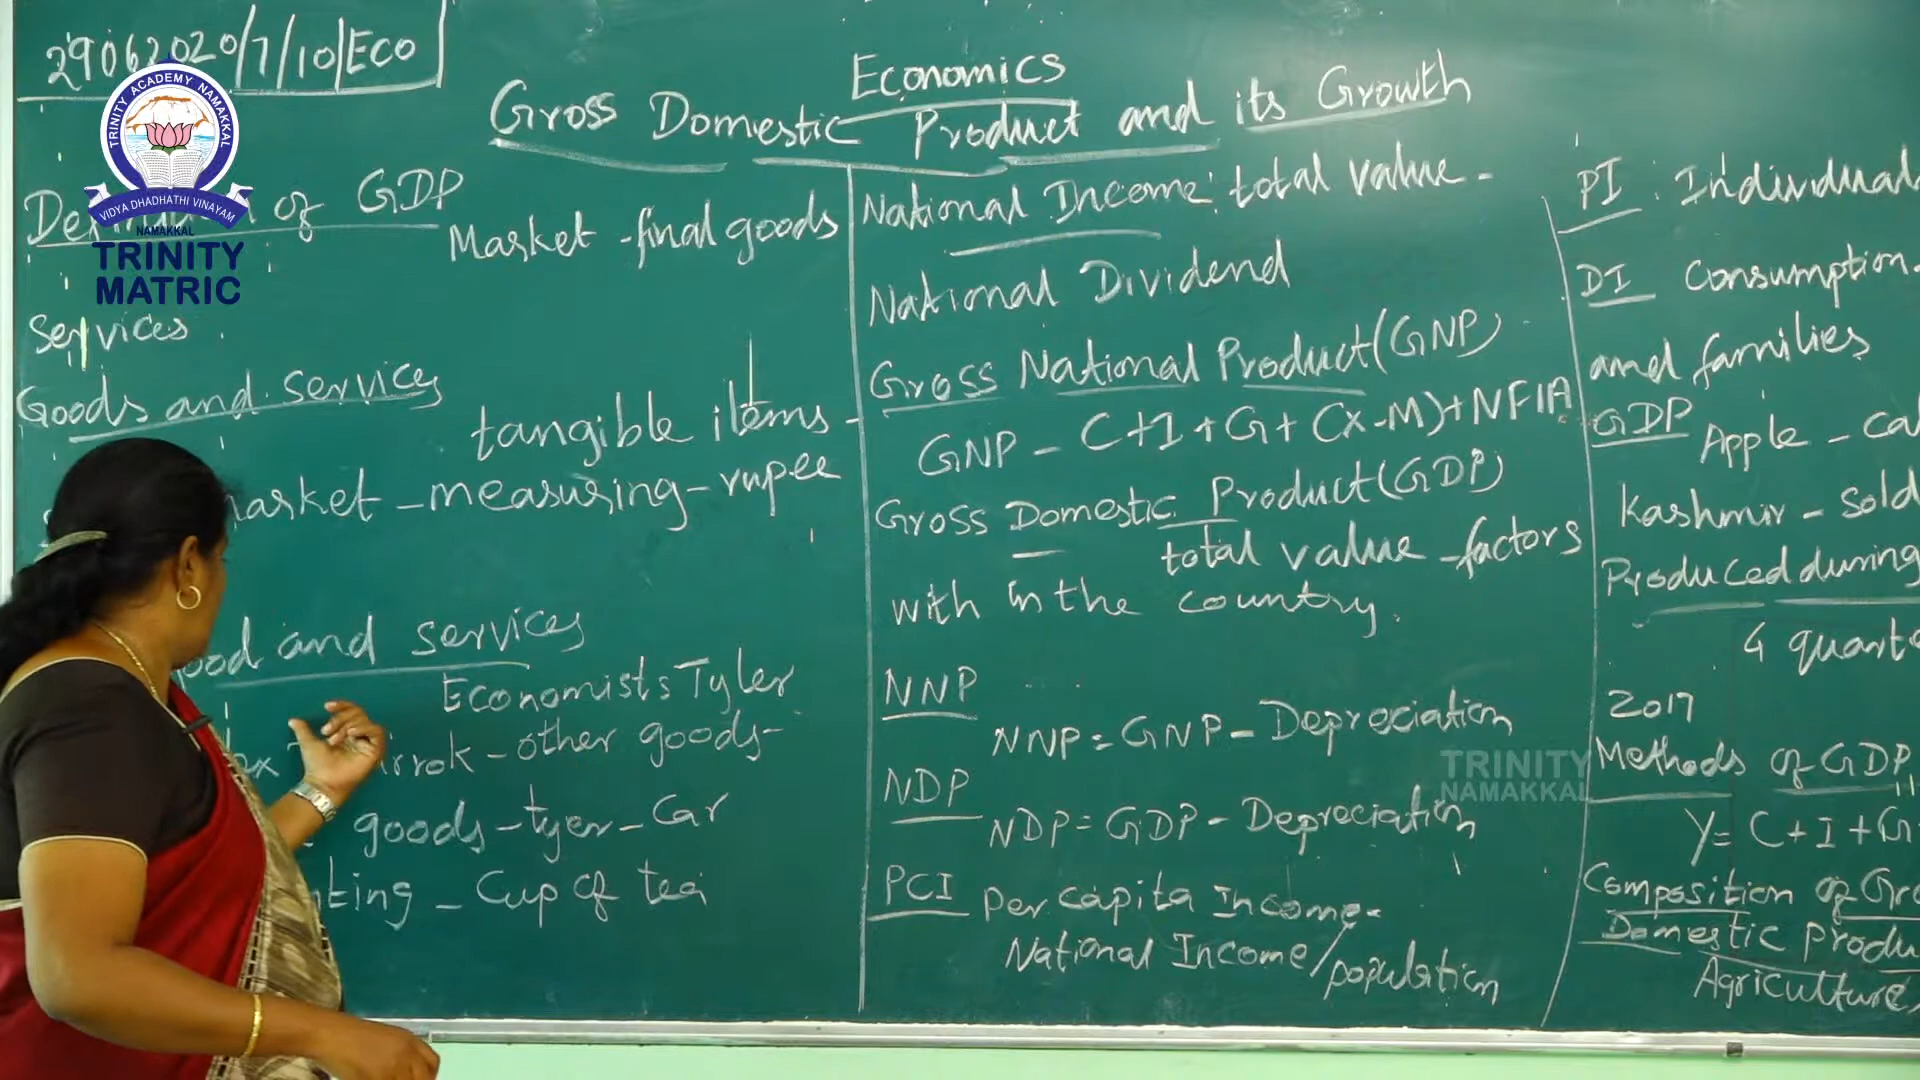 29062020/7/10/ECO
TRINITY ACADEMY NAMAKKAL
VIDYA DHADHATHI VINAYAM
NAMAKKAL
TRINITY
MATRIC
Economics
Gross Domestic Product and its Growth
of GDP
Market - final goods
Services
Goods and Services
tangible items -
market - measuring - rupee
and services
Economists Tyler
other goods -
goods - tyer - Car
Cup of tea
National Income: total value -
National Dividend
Gross National Product (GNP)
GNP - C+I+G+(X-M)+NFIA
Gross Domestic Product (GDP)
total value - factors
with in the country.
NNP
NNP = GNP - Depreciation
NDP
NDP = GDP - Depreciation
PCI Per Capita Income -
National Income / population
PI : Individual
DI Consumption
and families
GDP Apple -
Kashmir - Sold
Produced during
4
2017
Methods of GDP
Y = C + I + G
Composition of
Domestic
Agriculture
TRINITY
NAMAKKAL